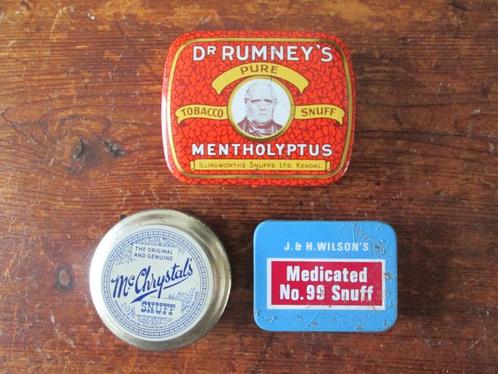 DR RUMNEY'S
PURE
TOBACCO SNUFF
MENTHOLYPTUS
ILLINGWORTH'S SNUFFS LTD. KENDAL
THE ORIGINAL
AND GENUINE
McChrystal's
SNUFF
J. & H. WILSON'S
Medicated
No. 99 Snuff